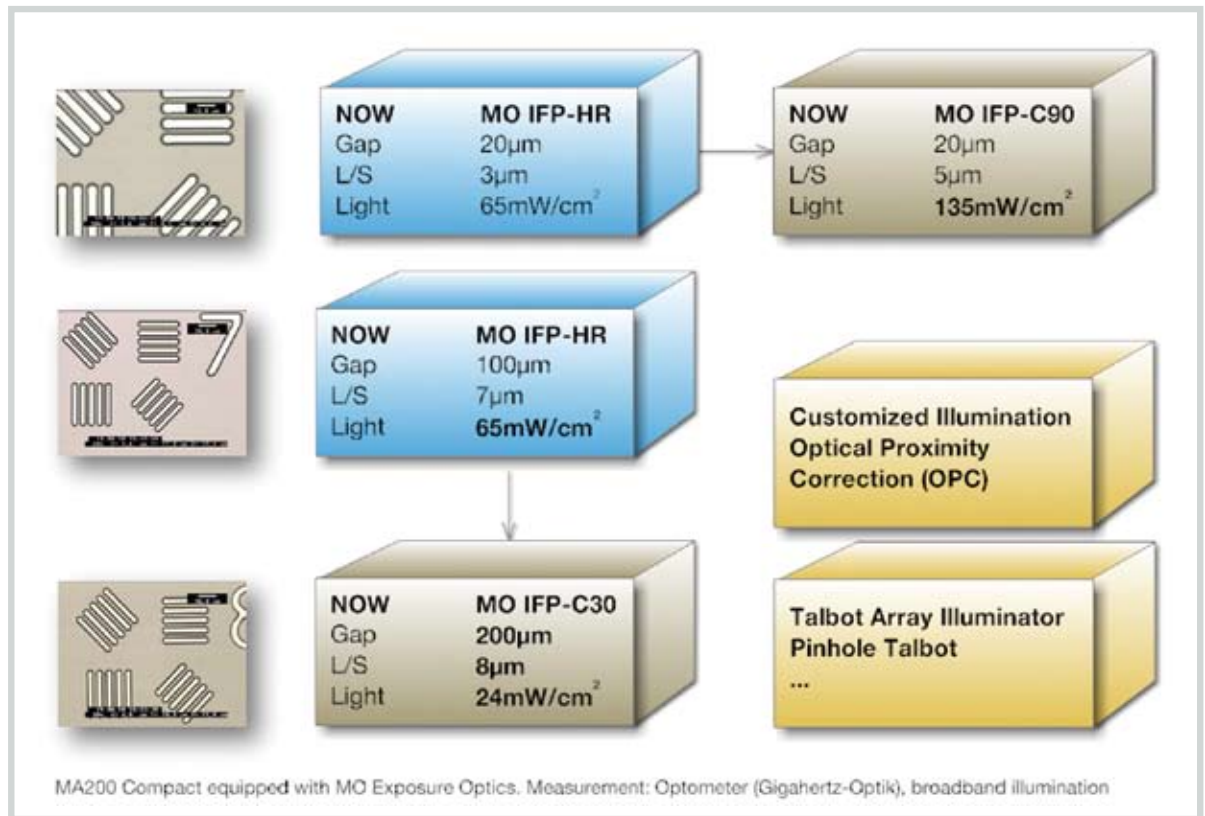 NOW MO IFP-HR
Gap 20µm
L/S 3µm
Light 65mW/cm²
NOW MO IFP-C90
Gap 20µm
L/S 5µm
Light 135mW/cm²
7
NOW MO IFP-HR
Gap 100µm
L/S 7µm
Light 65mW/cm²
Customized Illumination
Optical Proximity
Correction (OPC)
8
NOW MO IFP-C30
Gap 200µm
L/S 8µm
Light 24mW/cm²
Talbot Array Illuminator
Pinhole Talbot
...
MA200 Compact equipped with MO Exposure Optics. Measurement: Optometer (Gigahertz-Optik), broadband illumination